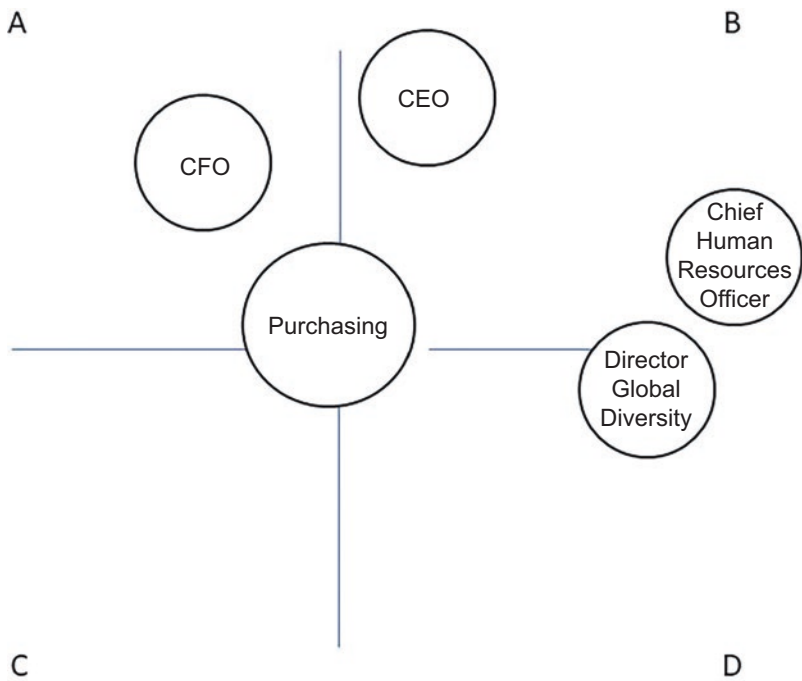 A
B
CEO
CFO
Chief
Human
Resources
Officer
Purchasing
Director
Global
Diversity
C
D